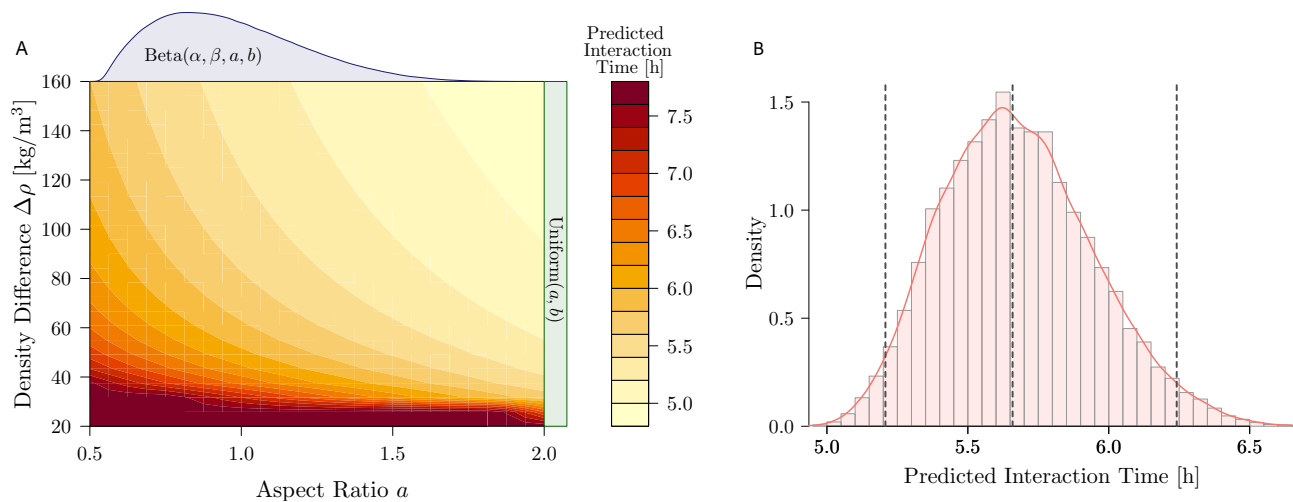 A
Beta(α, β, a, b)
Predicted
Interaction
Time [h]
160
140
120
100
80
60
40
20
Density Difference Δρ [kg/m³]
0.5
1.0
1.5
2.0
Aspect Ratio a
Uniform(a, b)
7.5
7.0
6.5
6.0
5.5
5.0
B
1.5
1.0
0.5
0.0
Density
5.0
5.5
6.0
6.5
Predicted Interaction Time [h]